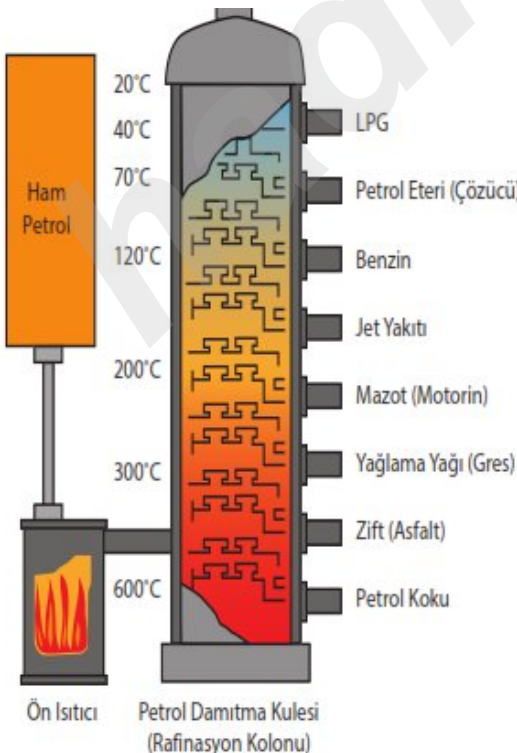 20°C
40°C
70°C
120°C
200°C
300°C
600°C
Ham
Petrol
LPG
Petrol Eteri (Çözücü)
Benzin
Jet Yakıtı
Mazot (Motorin)
Yağlama Yağı (Gres)
Zift (Asfalt)
Petrol Koku
Ön Isıtıcı
Petrol Damıtma Kulesi
(Rafinasyon Kolonu)